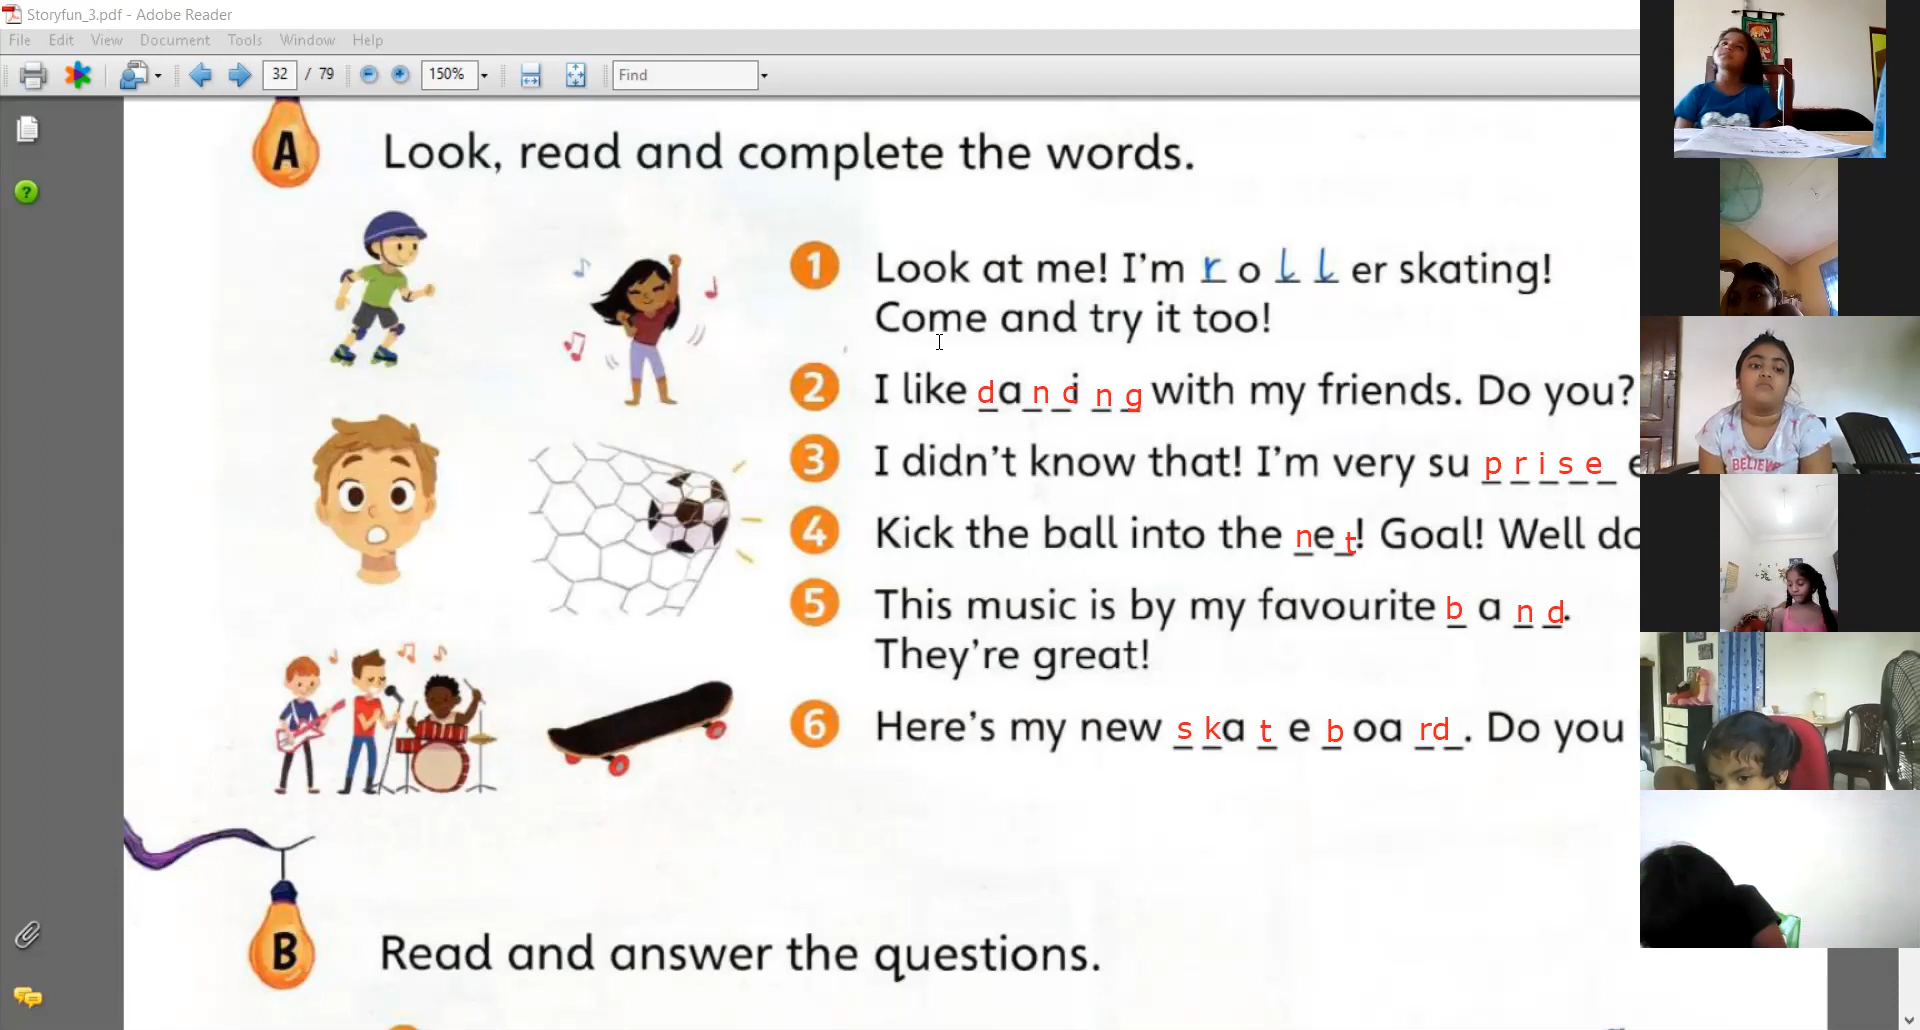 Storyfun_3.pdf - Adobe Reader
File Edit View Document Tools Window Help
32 / 79 150% Find
A Look, read and complete the words.
1 Look at me! I'm r o l l er skating!
Come and try it too!
2 I like d a n c i n g with my friends. Do you?
3 I didn't know that! I'm very su p r i s e e
4 Kick the ball into the n e t! Goal! Well do
5 This music is by my favourite b a n d.
They're great!
6 Here's my new s k a t e b oa rd. Do you
B Read and answer the questions.
BELIEVE